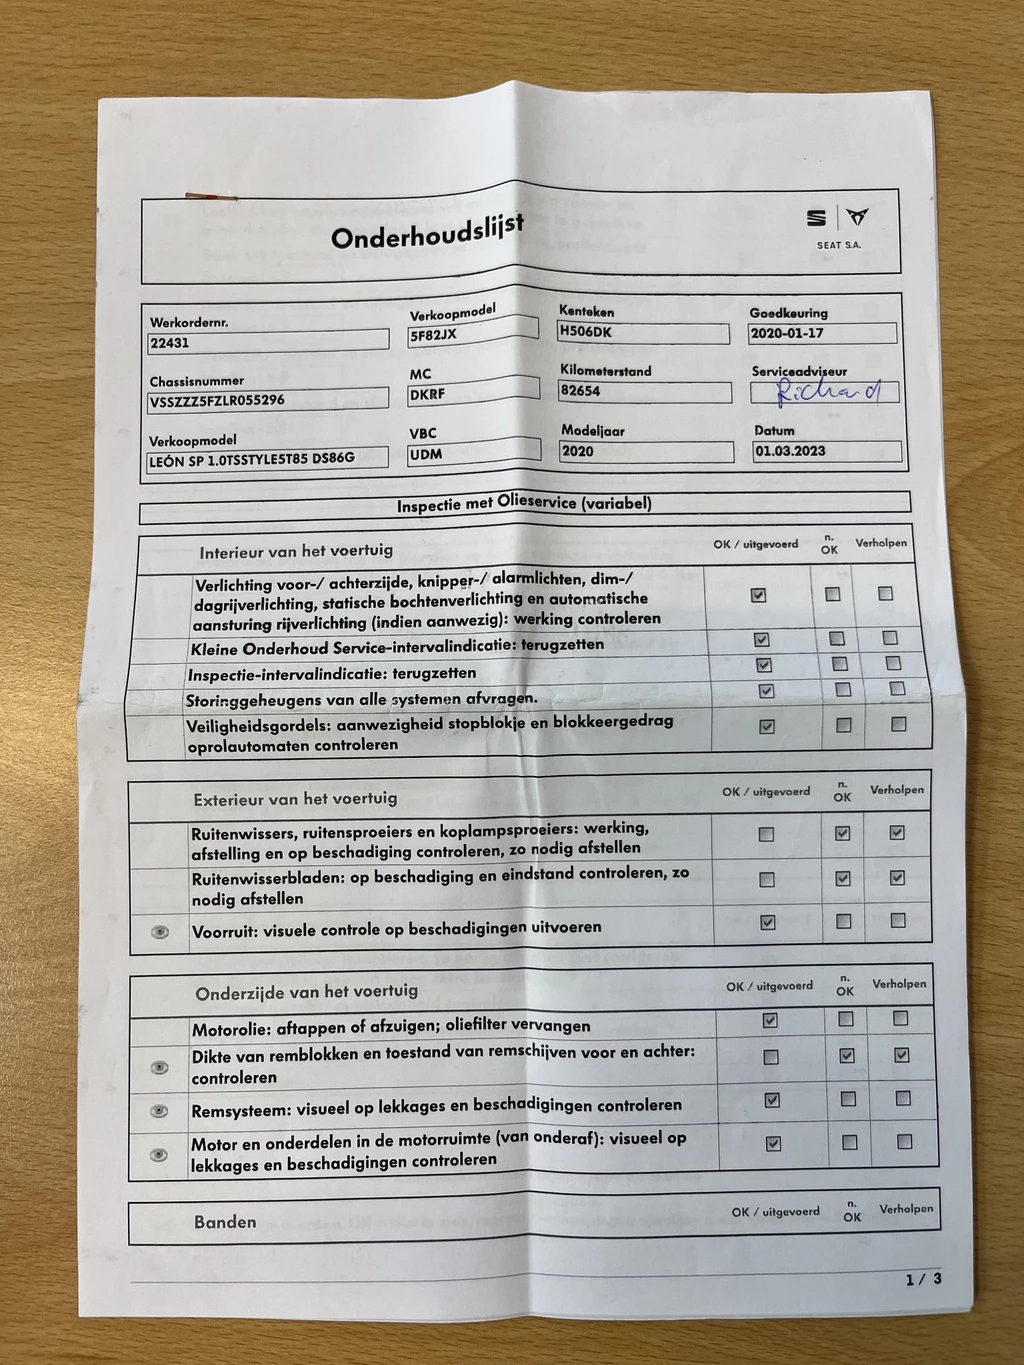 Onderhoudslijst
SEAT S.A.
Werkordernr.
22431
Verkoopmodel
5F82JX
Kenteken
H506DK
Goedkeuring
2020-01-17
Chassisnummer
VSSZZZ5FZLR055296
MC
DKRF
Kilometerstand
82654
Serviceadviseur
Richard
Verkoopmodel
LEÓN SP 1.0TSSTYLE5T85 DS86G
VBC
UDM
Modeljaar
2020
Datum
01.03.2023
Inspectie met Olieservice (variabel)
Interieur van het voertuig
OK / uitgevoerd
n.
OK
Verholpen
Verlichting voor-/ achterzijde, knipper-/ alarmlichten, dim-/
dagrijverlichting, statische bochtenverlichting en automatische
aansturing rijverlichting (indien aanwezig): werking controleren
Kleine Onderhoud Service-intervalindicatie: terugzetten
Inspectie-intervalindicatie: terugzetten
Storinggeheugens van alle systemen afvragen.
Veiligheidsgordels: aanwezigheid stopblokje en blokkeergedrag
oprolautomaten controleren
Exterieur van het voertuig
OK / uitgevoerd
n.
OK
Verholpen
Ruitenwissers, ruitensproeiers en koplampsproeiers: werking,
afstelling en op beschadiging controleren, zo nodig afstellen
Ruitenwisserbladen: op beschadiging en eindstand controleren, zo
nodig afstellen
Voorruit: visuele controle op beschadigingen uitvoeren
Onderzijde van het voertuig
OK / uitgevoerd
n.
OK
Verholpen
Motorolie: aftappen of afzuigen; oliefilter vervangen
Dikte van remblokken en toestand van remschijven voor en achter:
controleren
Remsysteem: visueel op lekkages en beschadigingen controleren
Motor en onderdelen in de motorruimte (van onderaf): visueel op
lekkages en beschadigingen controleren
Banden
OK / uitgevoerd
n.
OK
Verholpen
1 / 3